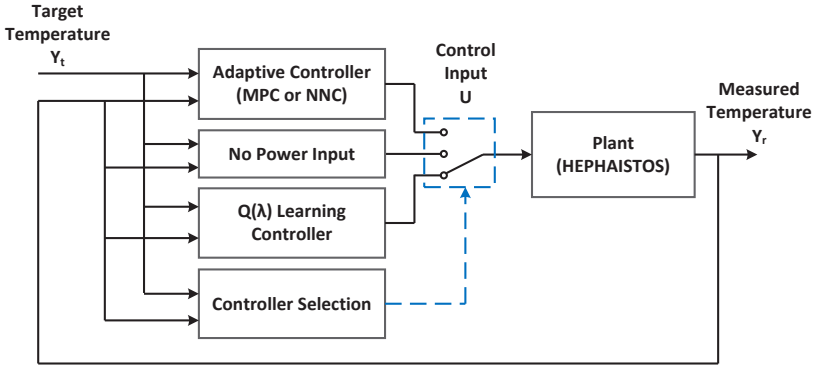 Target
Temperature
Yt
Adaptive Controller
(MPC or NNC)
No Power Input
Q(λ) Learning
Controller
Controller Selection
Control
Input
U
Plant
(HEPHAISTOS)
Measured
Temperature
Yr